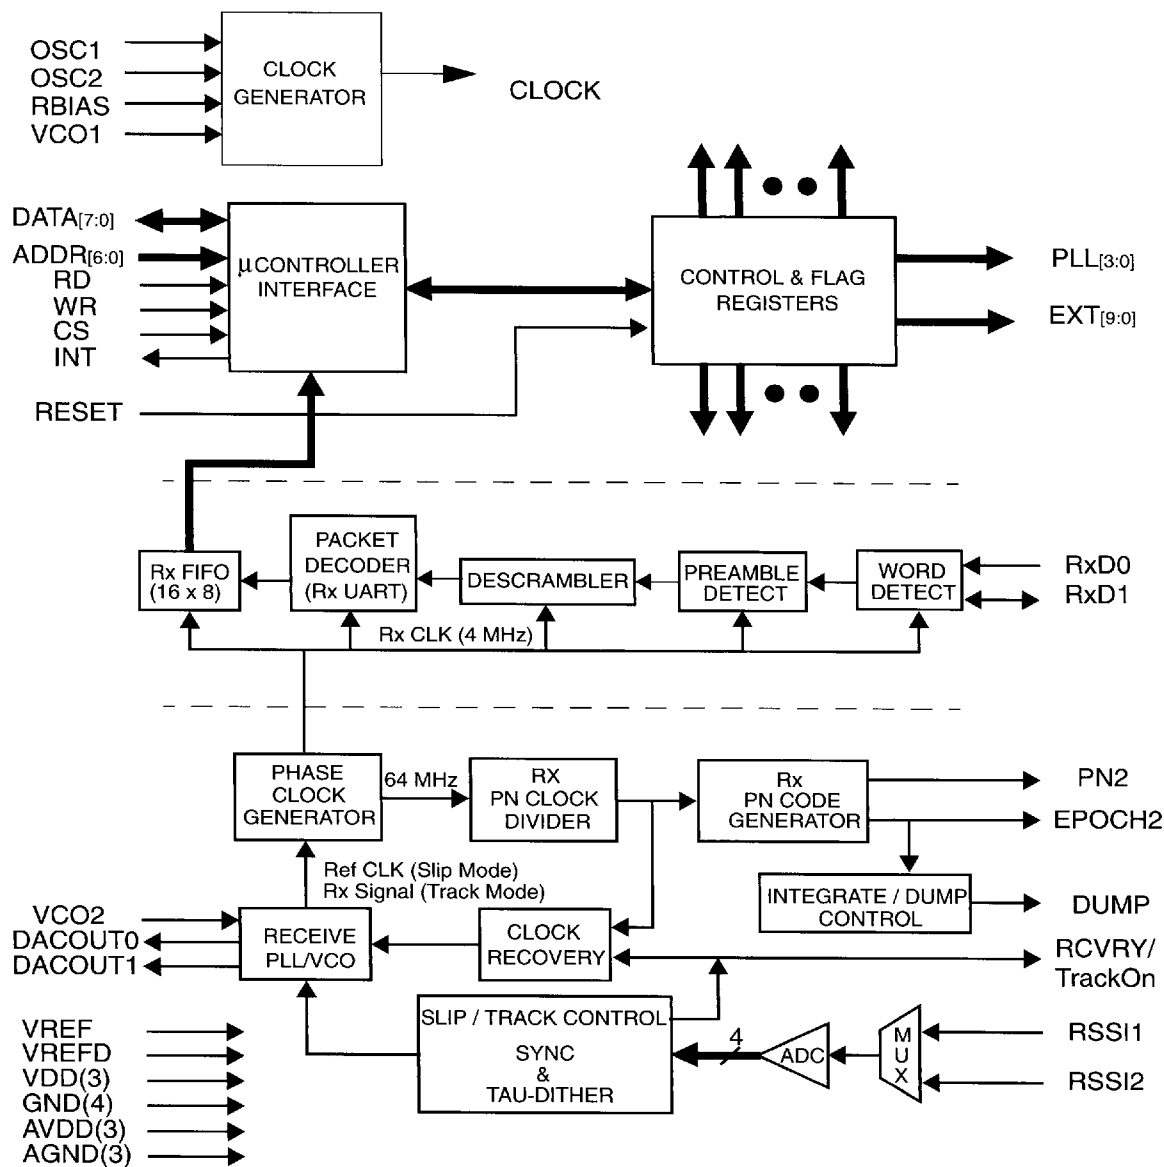 OSC1
OSC2
RBIAS
VCO1
CLOCK
GENERATOR
CLOCK
DATA[7:0]
ADDR[6:0]
RD
WR
CS
INT
RESET
µCONTROLLER
INTERFACE
CONTROL & FLAG
REGISTERS
PLL[3:0]
EXT[9:0]
Rx FIFO
(16 x 8)
PACKET
DECODER
(Rx UART)
DESCRAMBLER
PREAMBLE
DETECT
WORD
DETECT
RxD0
RxD1
Rx CLK (4 MHz)
PHASE
CLOCK
GENERATOR
64 MHz
RX
PN CLOCK
DIVIDER
Rx
PN CODE
GENERATOR
PN2
EPOCH2
Ref CLK (Slip Mode)
Rx Signal (Track Mode)
INTEGRATE / DUMP
CONTROL
DUMP
VCO2
DACOUT0
DACOUT1
RECEIVE
PLL/VCO
CLOCK
RECOVERY
RCVRY/
TrackOn
SLIP / TRACK CONTROL
SYNC
&
TAU-DITHER
4
ADC
MUX
RSSI1
RSSI2
VREF
VREFD
VDD(3)
GND(4)
AVDD(3)
AGND(3)